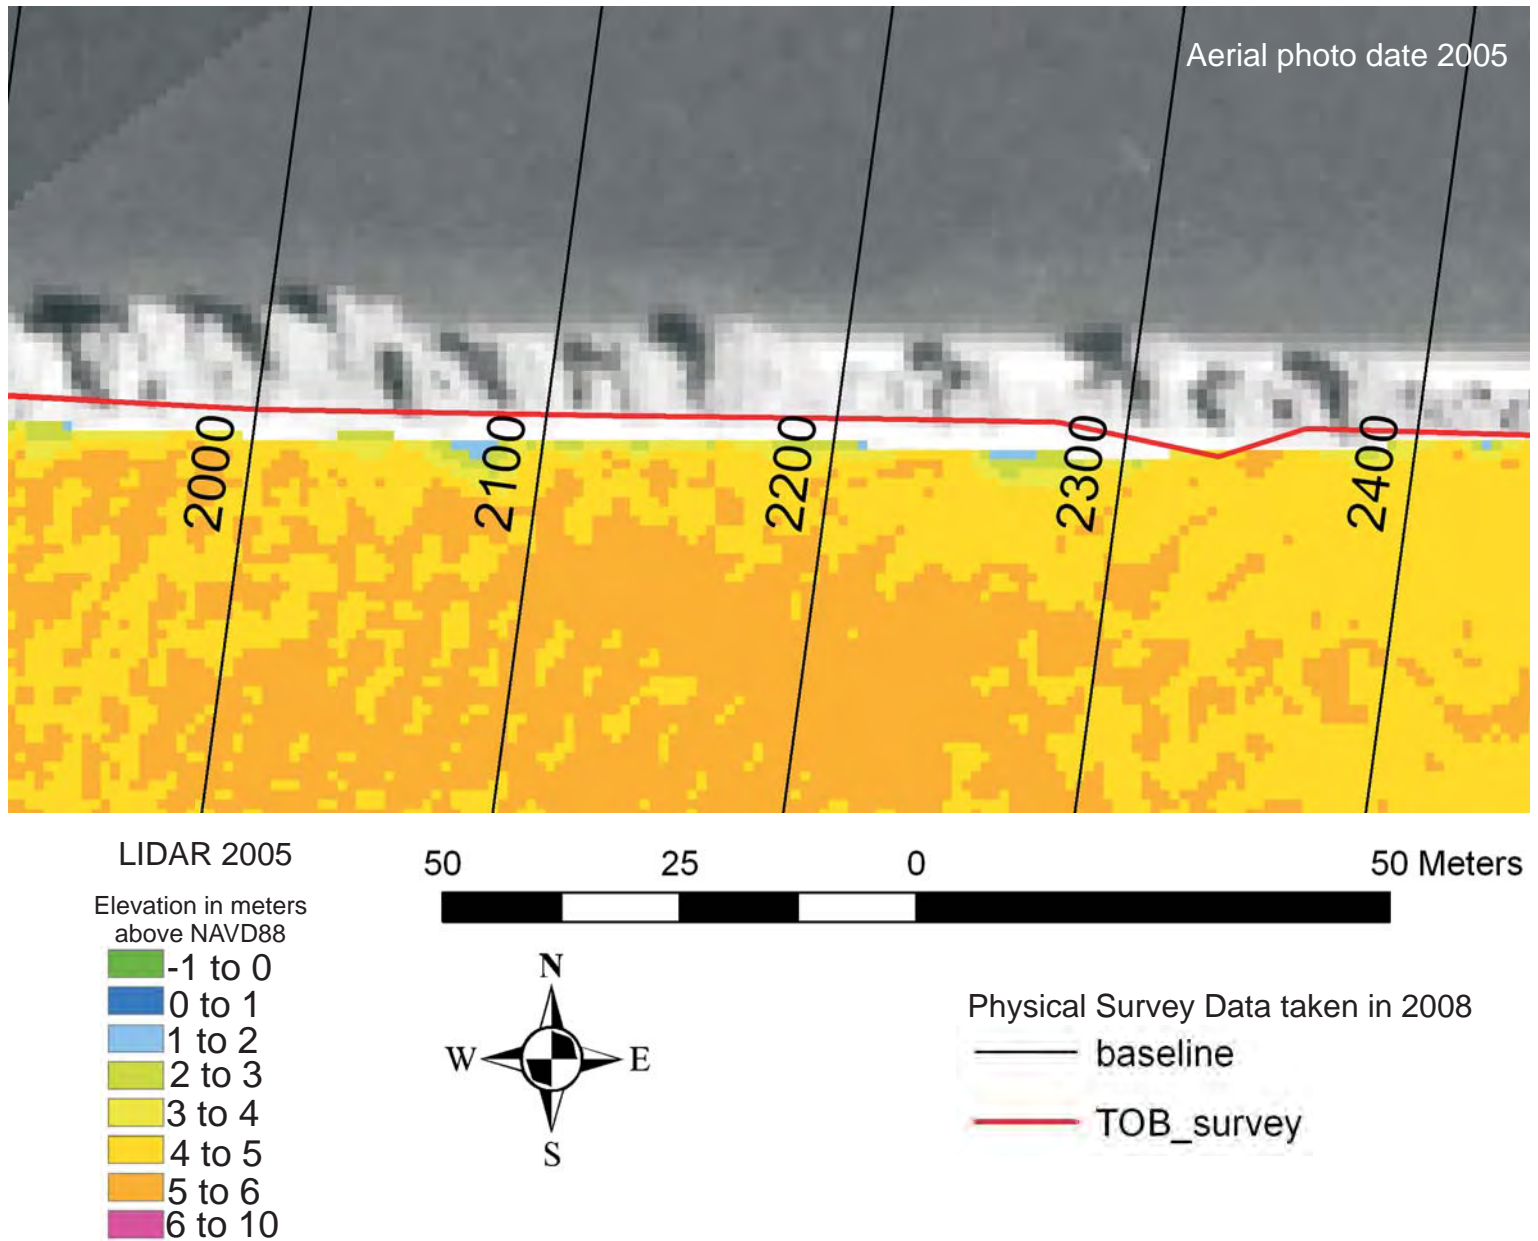 Aerial photo date 2005
2000
2100
2200
2300
2400
LIDAR 2005
Elevation in meters
above NAVD88
-1 to 0
0 to 1
1 to 2
2 to 3
3 to 4
4 to 5
5 to 6
6 to 10
50 25 0 50 Meters
N
W E
S
Physical Survey Data taken in 2008
baseline
TOB_survey